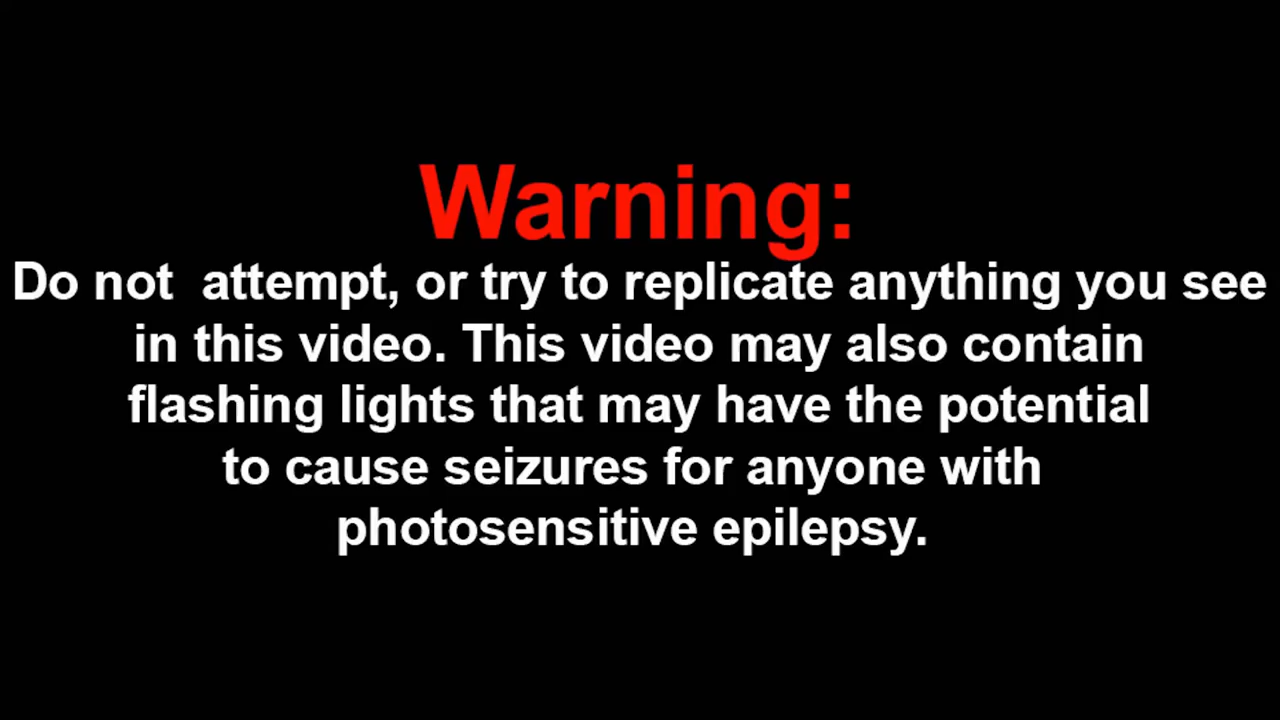 Warning:
Do not  attempt, or try to replicate anything you see
in this video. This video may also contain
flashing lights that may have the potential
to cause seizures for anyone with
photosensitive epilepsy.